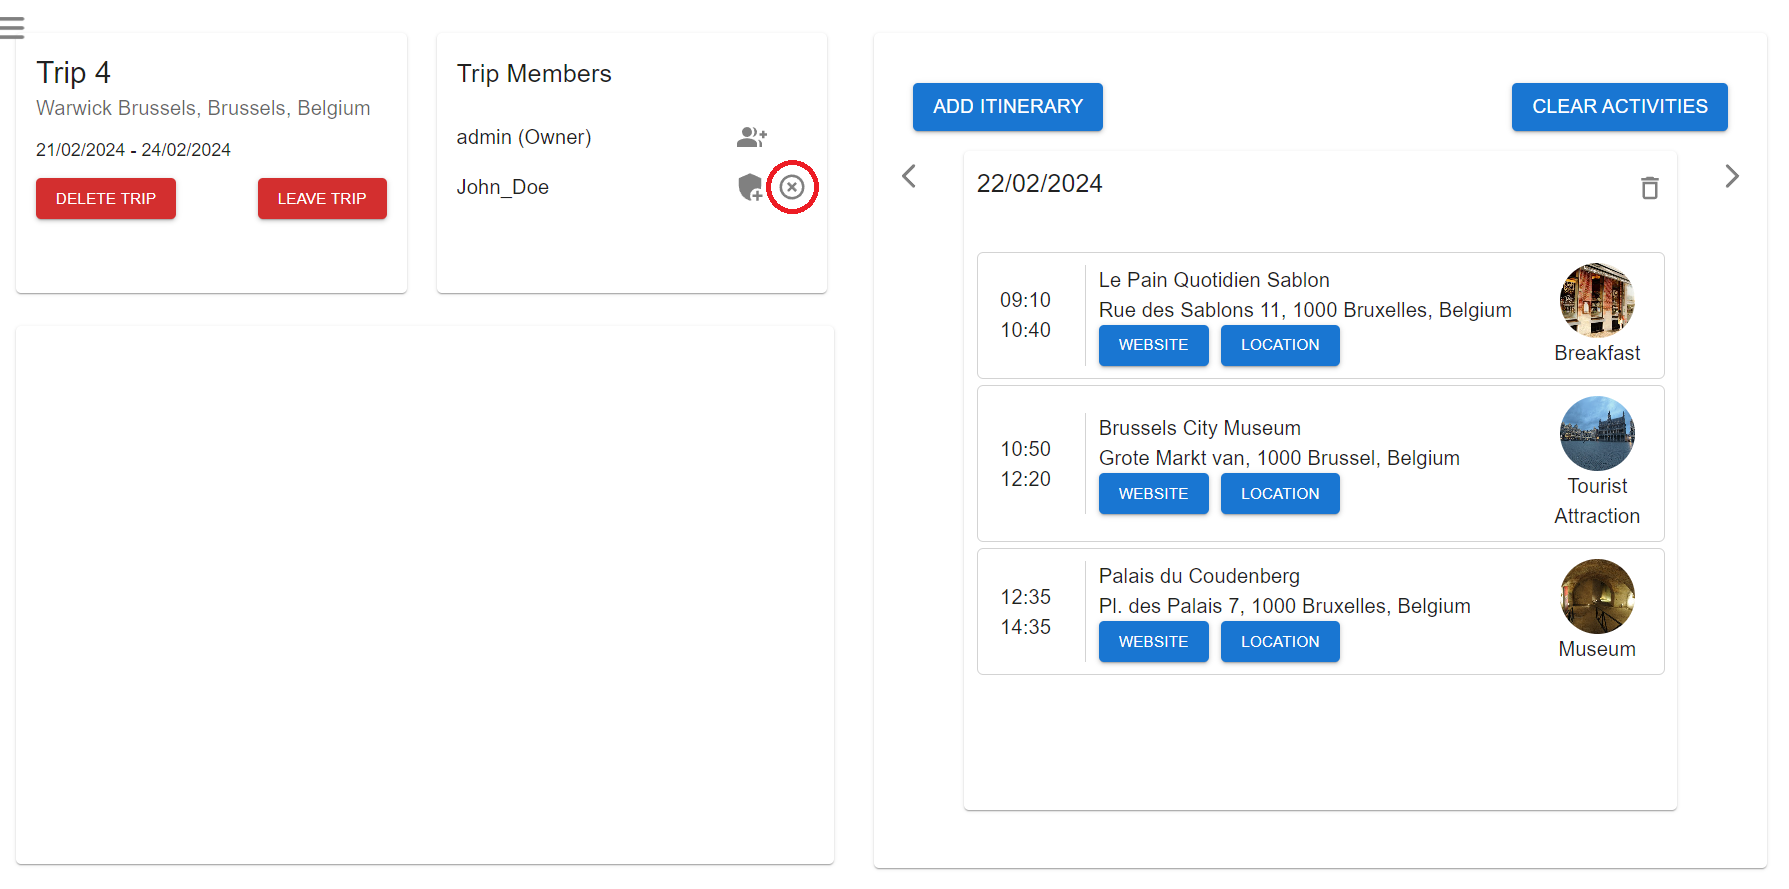 Trip 4
Warwick Brussels, Brussels, Belgium
21/02/2024 - 24/02/2024
DELETE TRIP
LEAVE TRIP
Trip Members
admin (Owner)
John_Doe
ADD ITINERARY
CLEAR ACTIVITIES
22/02/2024
09:10
10:40
Le Pain Quotidien Sablon
Rue des Sablons 11, 1000 Bruxelles, Belgium
WEBSITE
LOCATION
Breakfast
10:50
12:20
Brussels City Museum
Grote Markt van, 1000 Brussel, Belgium
WEBSITE
LOCATION
Tourist
Attraction
12:35
14:35
Palais du Coudenberg
Pl. des Palais 7, 1000 Bruxelles, Belgium
WEBSITE
LOCATION
Museum